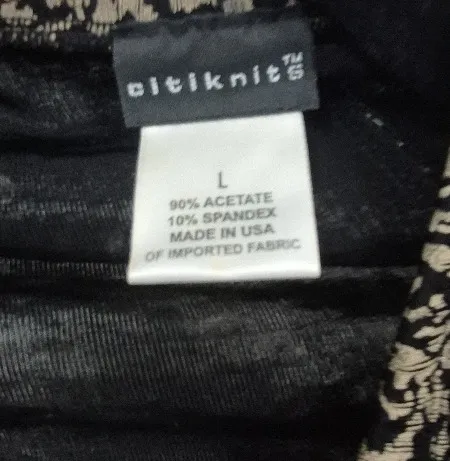 citiknits™
L
90% ACETATE
10% SPANDEX
MADE IN USA
OF IMPORTED FABRIC